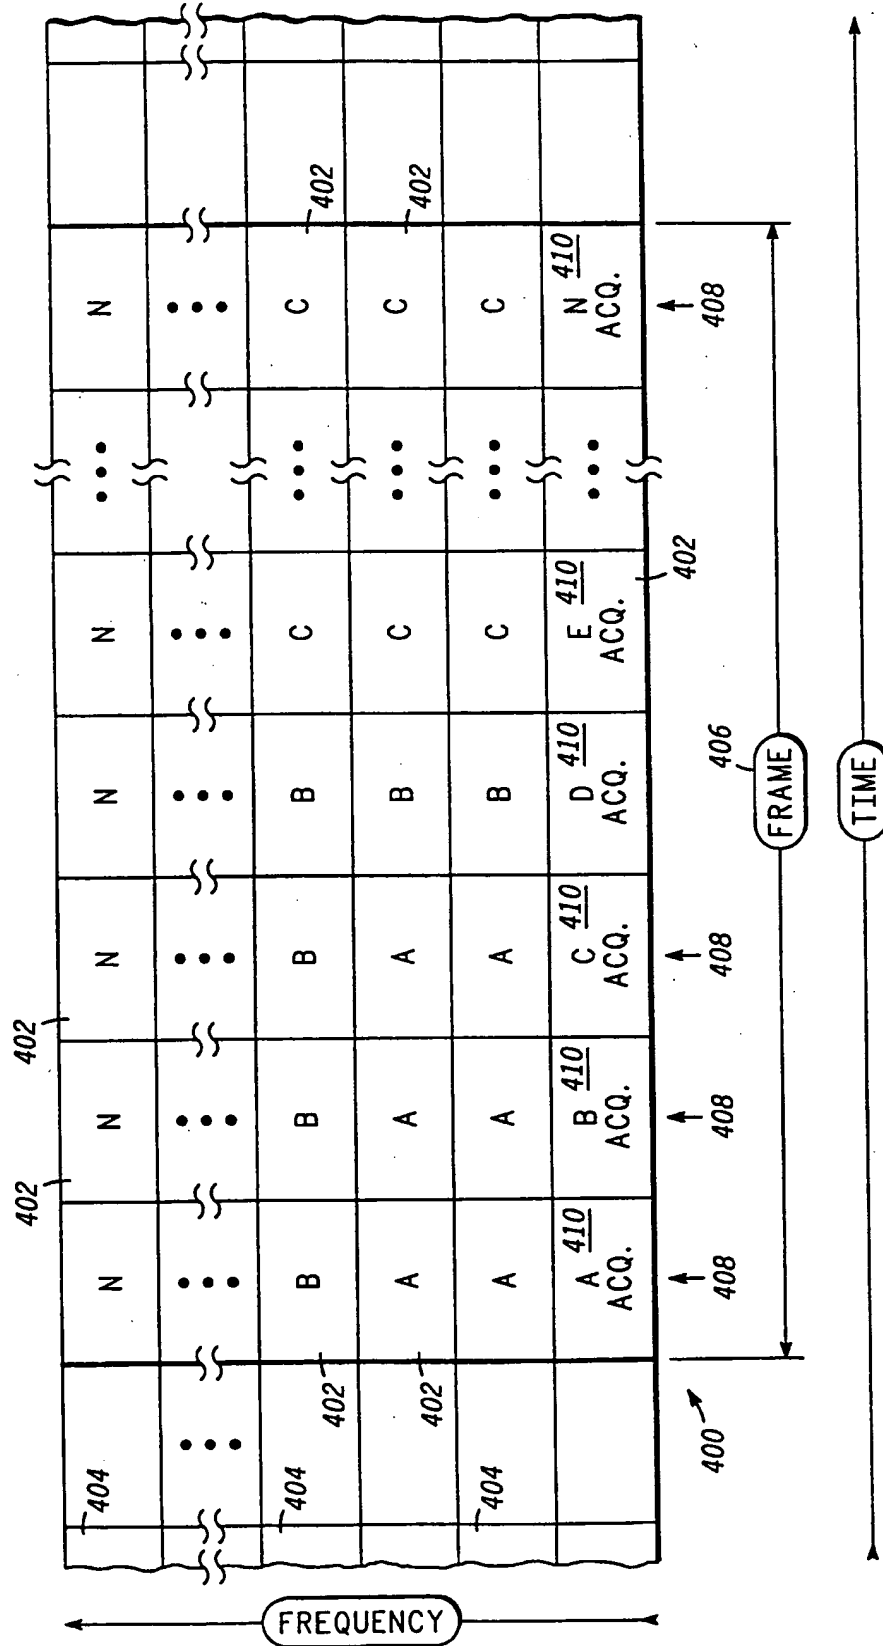 402 402
404 N N N N N ••• N
••• ••• ••• ••• ••• ••• •••
404 402 B B B B C ••• C 402
402 A A A B C ••• C 402
404 A A A B C ••• C
A 410 B 410 C 410 D 410 E 410 ••• N 410
ACQ. ACQ. ACQ. ACQ. ACQ. ACQ.
402
400 408 408 408 408
406
FRAME
TIME
FREQUENCY